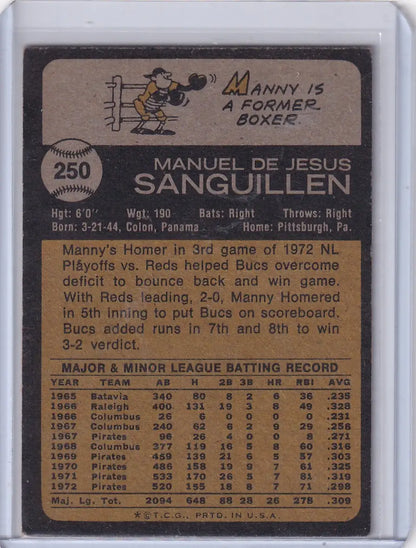 MANNY IS
A FORMER
BOXER.
250
MANUEL DE JESUS
SANGUILLEN
Hgt: 6'0" Wgt: 190 Bats: Right Throws: Right
Born: 3-21-44, Colon, Panama Home: Pittsburgh, Pa.
Manny's Homer in 3rd game of 1972 NL
Playoffs vs. Reds helped Bucs overcome
deficit to bounce back and win game.
With Reds leading, 2-0, Manny Homered
in 5th inning to put Bucs on scoreboard.
Bucs added runs in 7th and 8th to win
3-2 verdict.
MAJOR & MINOR LEAGUE BATTING RECORD
YEAR TEAM AB H 2B 3B HR RBI AVG.
1965 Batavia 340 80 8 2 6 36 .235
1966 Raleigh 400 131 19 3 8 49 .328
1966 Columbus 26 6 0 0 0 0 .231
1967 Columbus 240 62 6 2 9 29 .258
1967 Pirates 96 26 4 0 0 8 .271
1968 Columbus 377 119 16 5 8 60 .316
1969 Pirates 459 139 21 6 5 57 .303
1970 Pirates 486 158 19 9 7 61 .325
1971 Pirates 533 170 26 5 7 81 .319
1972 Pirates 520 155 18 8 7 71 .298
Maj. Lg. Tot. 2094 648 88 28 26 278 .309
*© T.C.G., PRTD. IN U.S.A.